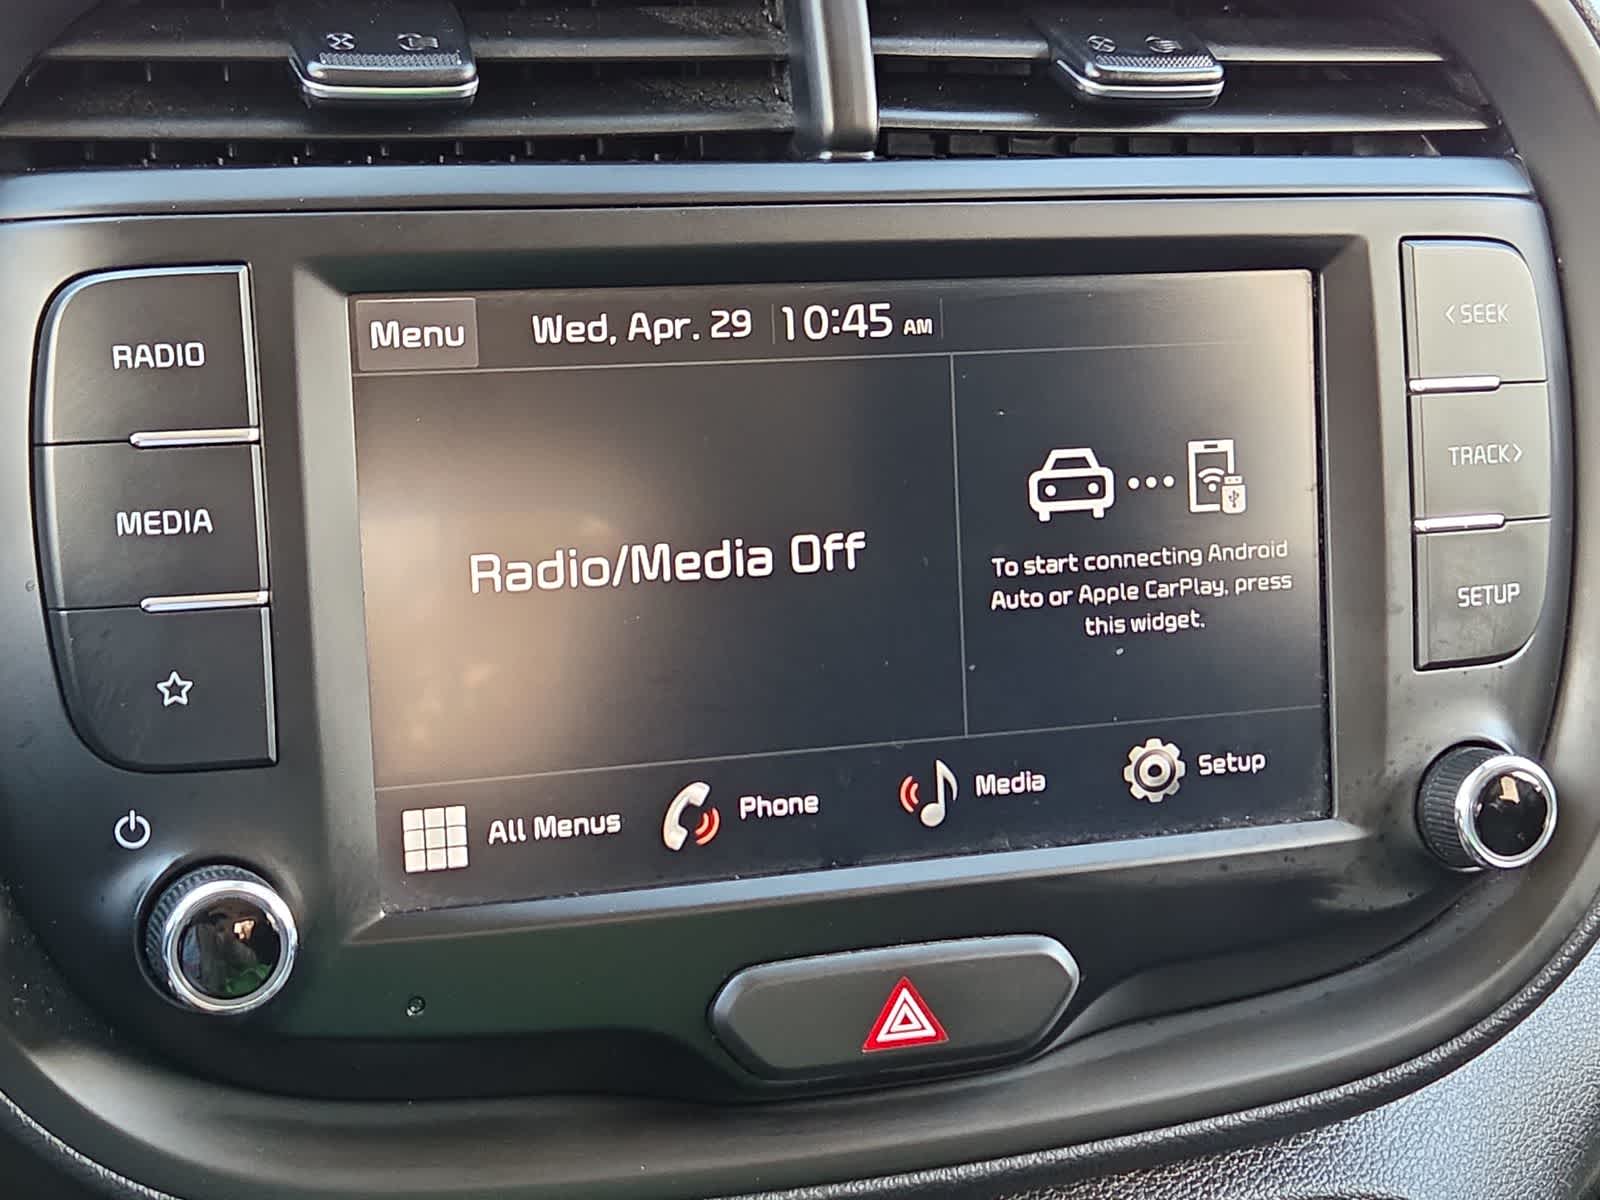 RADIO
MEDIA
Menu
Wed, Apr. 29 10:45 AM
Radio/Media Off
To start connecting Android
Auto or Apple CarPlay, press
this widget.
All Menus
Phone
Media
Setup
< SEEK
TRACK >
SETUP